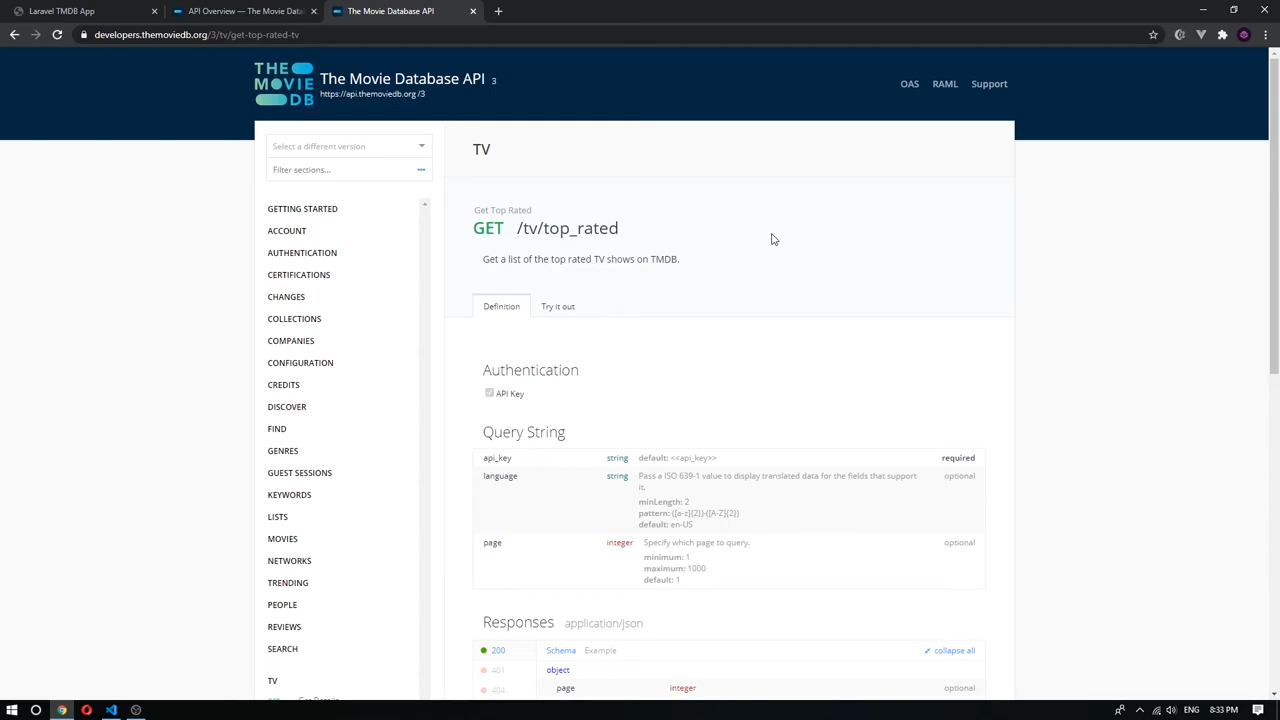 Laravel TMDB App
API Overview — The Movie Data
The Movie Database API
developers.themoviedb.org/3/tv/get-top-rated-tv
THE
MOVIE
DB
The Movie Database API 3
https://api.themoviedb.org /3
OAS RAML Support
Select a different version
Filter sections...
GETTING STARTED
ACCOUNT
AUTHENTICATION
CERTIFICATIONS
CHANGES
COLLECTIONS
COMPANIES
CONFIGURATION
CREDITS
DISCOVER
FIND
GENRES
GUEST SESSIONS
KEYWORDS
LISTS
MOVIES
NETWORKS
TRENDING
PEOPLE
REVIEWS
SEARCH
TV
TV
Get Top Rated
GET /tv/top_rated
Get a list of the top rated TV shows on TMDB.
Definition Try it out
Authentication
API Key
Query String
api_key string default: <<api_key>> required
language string Pass a ISO 639-1 value to display translated data for the fields that support optional
it.
minLength: 2
pattern: ([a-z]{2})-([A-Z]{2})
default: en-US
page integer Specify which page to query. optional
minimum: 1
maximum: 1000
default: 1
Responses application/json
200 Schema Example collapse all
401 object
404 page integer optional
ENG 8:33 PM